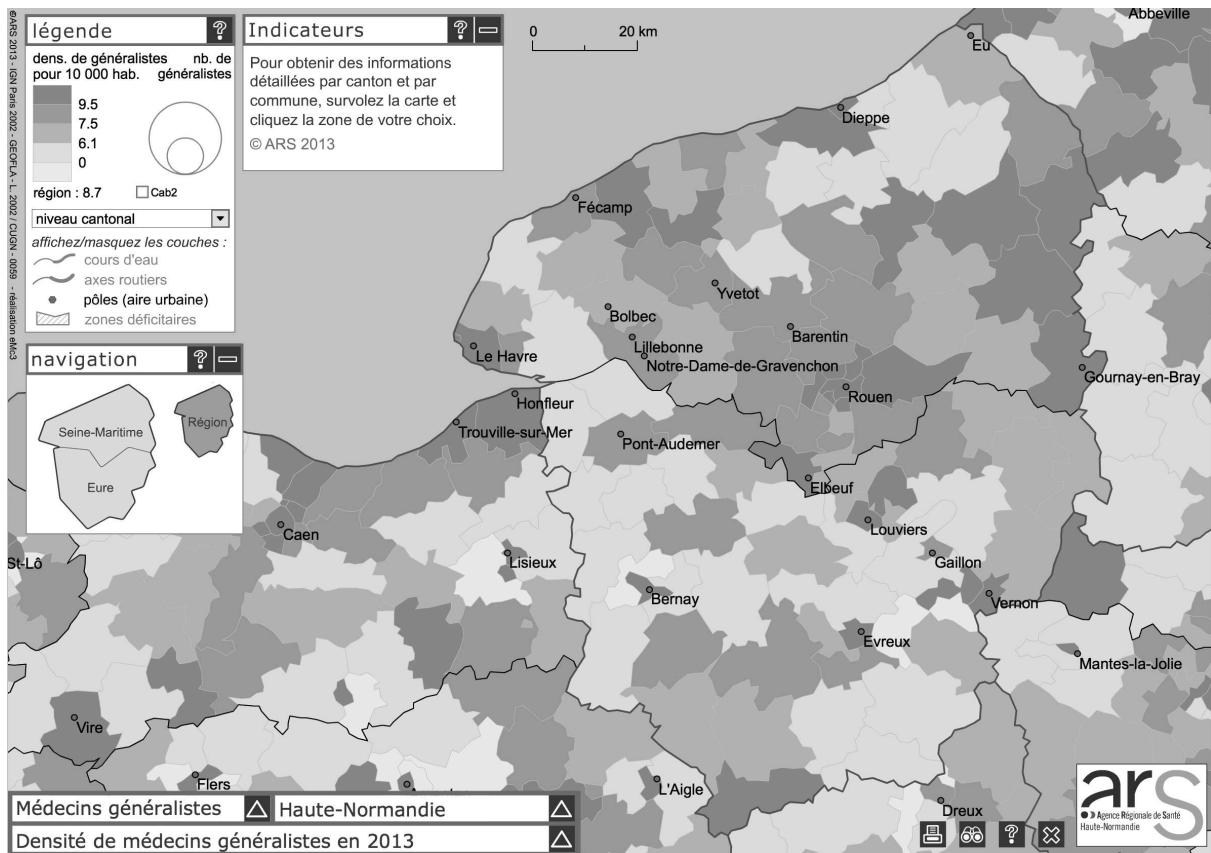 ©ARS 2013 - IGN Paris 2002 - GEOFLA - L. 2002 / CUGN - 0059 - réalisation eMc3
légende
?
dens. de généralistes
pour 10 000 hab.
nb. de
généralistes
9.5
7.5
6.1
0
région : 8.7
Cab2
niveau cantonal
affichez/masquez les couches :
cours d'eau
axes routiers
pôles (aire urbaine)
zones déficitaires
Indicateurs
?
Pour obtenir des informations
détaillées par canton et par
commune, survolez la carte et
cliquez la zone de votre choix.
© ARS 2013
0 20 km
navigation
?
Seine-Maritime
Eure
Région
Abbeville
Eu
Dieppe
Fécamp
Yvetot
Bolbec
Barentin
Lillebonne
Le Havre
Notre-Dame-de-Gravenchon
Gournay-en-Bray
Rouen
Honfleur
Trouville-sur-Mer
Pont-Audemer
Elbeuf
Louviers
Caen
Lisieux
Gaillon
St-Lô
Bernay
Vernon
Evreux
Mantes-la-Jolie
Vire
Flers
L'Aigle
Dreux
Médecins généralistes
Haute-Normandie
Densité de médecins généralistes en 2013
?
ars
Agence Régionale de Santé
Haute-Normandie